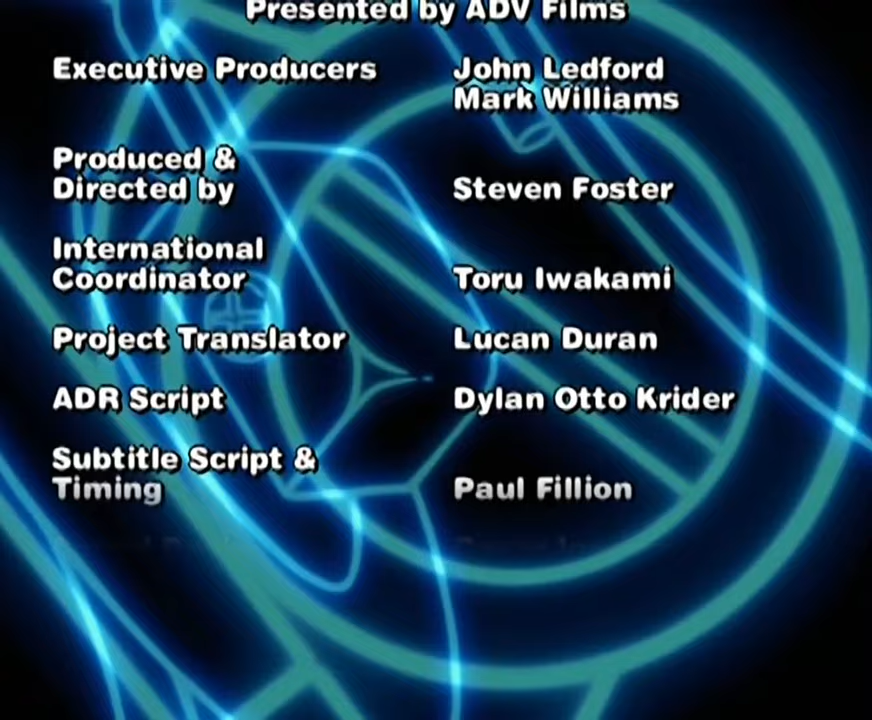 Presented by ADV Films
Executive Producers John Ledford
Mark Williams
Produced &
Directed by Steven Foster
International
Coordinator Toru Iwakami
Project Translator Lucan Duran
ADR Script Dylan Otto Krider
Subtitle Script &
Timing Paul Fillion